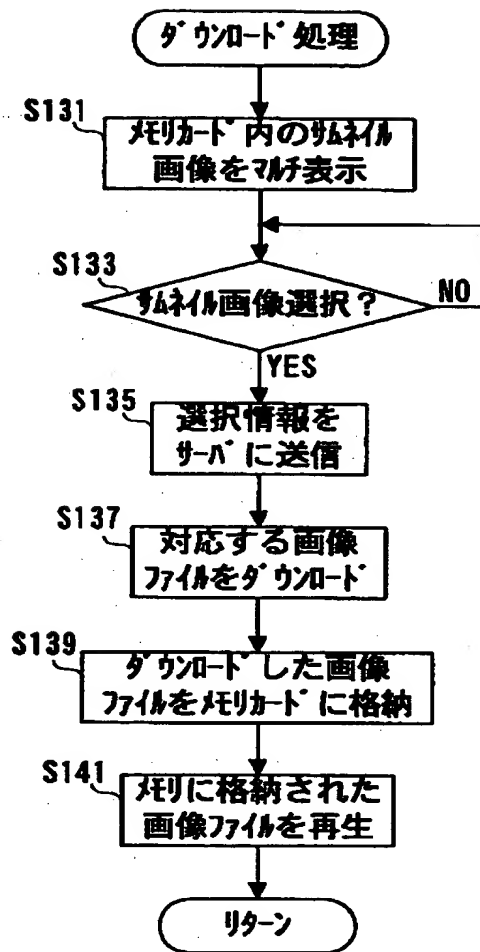 ダウンロード処理
S131
メモリカード内のサムネイル
画像をマルチ表示
S133
サムネイル画像選択?
NO
YES
S135
選択情報を
サーバに送信
S137
対応する画像
ファイルをダウンロード
S139
ダウンロードした画像
ファイルをメモリカードに格納
S141
メモリに格納された
画像ファイルを再生
リターン